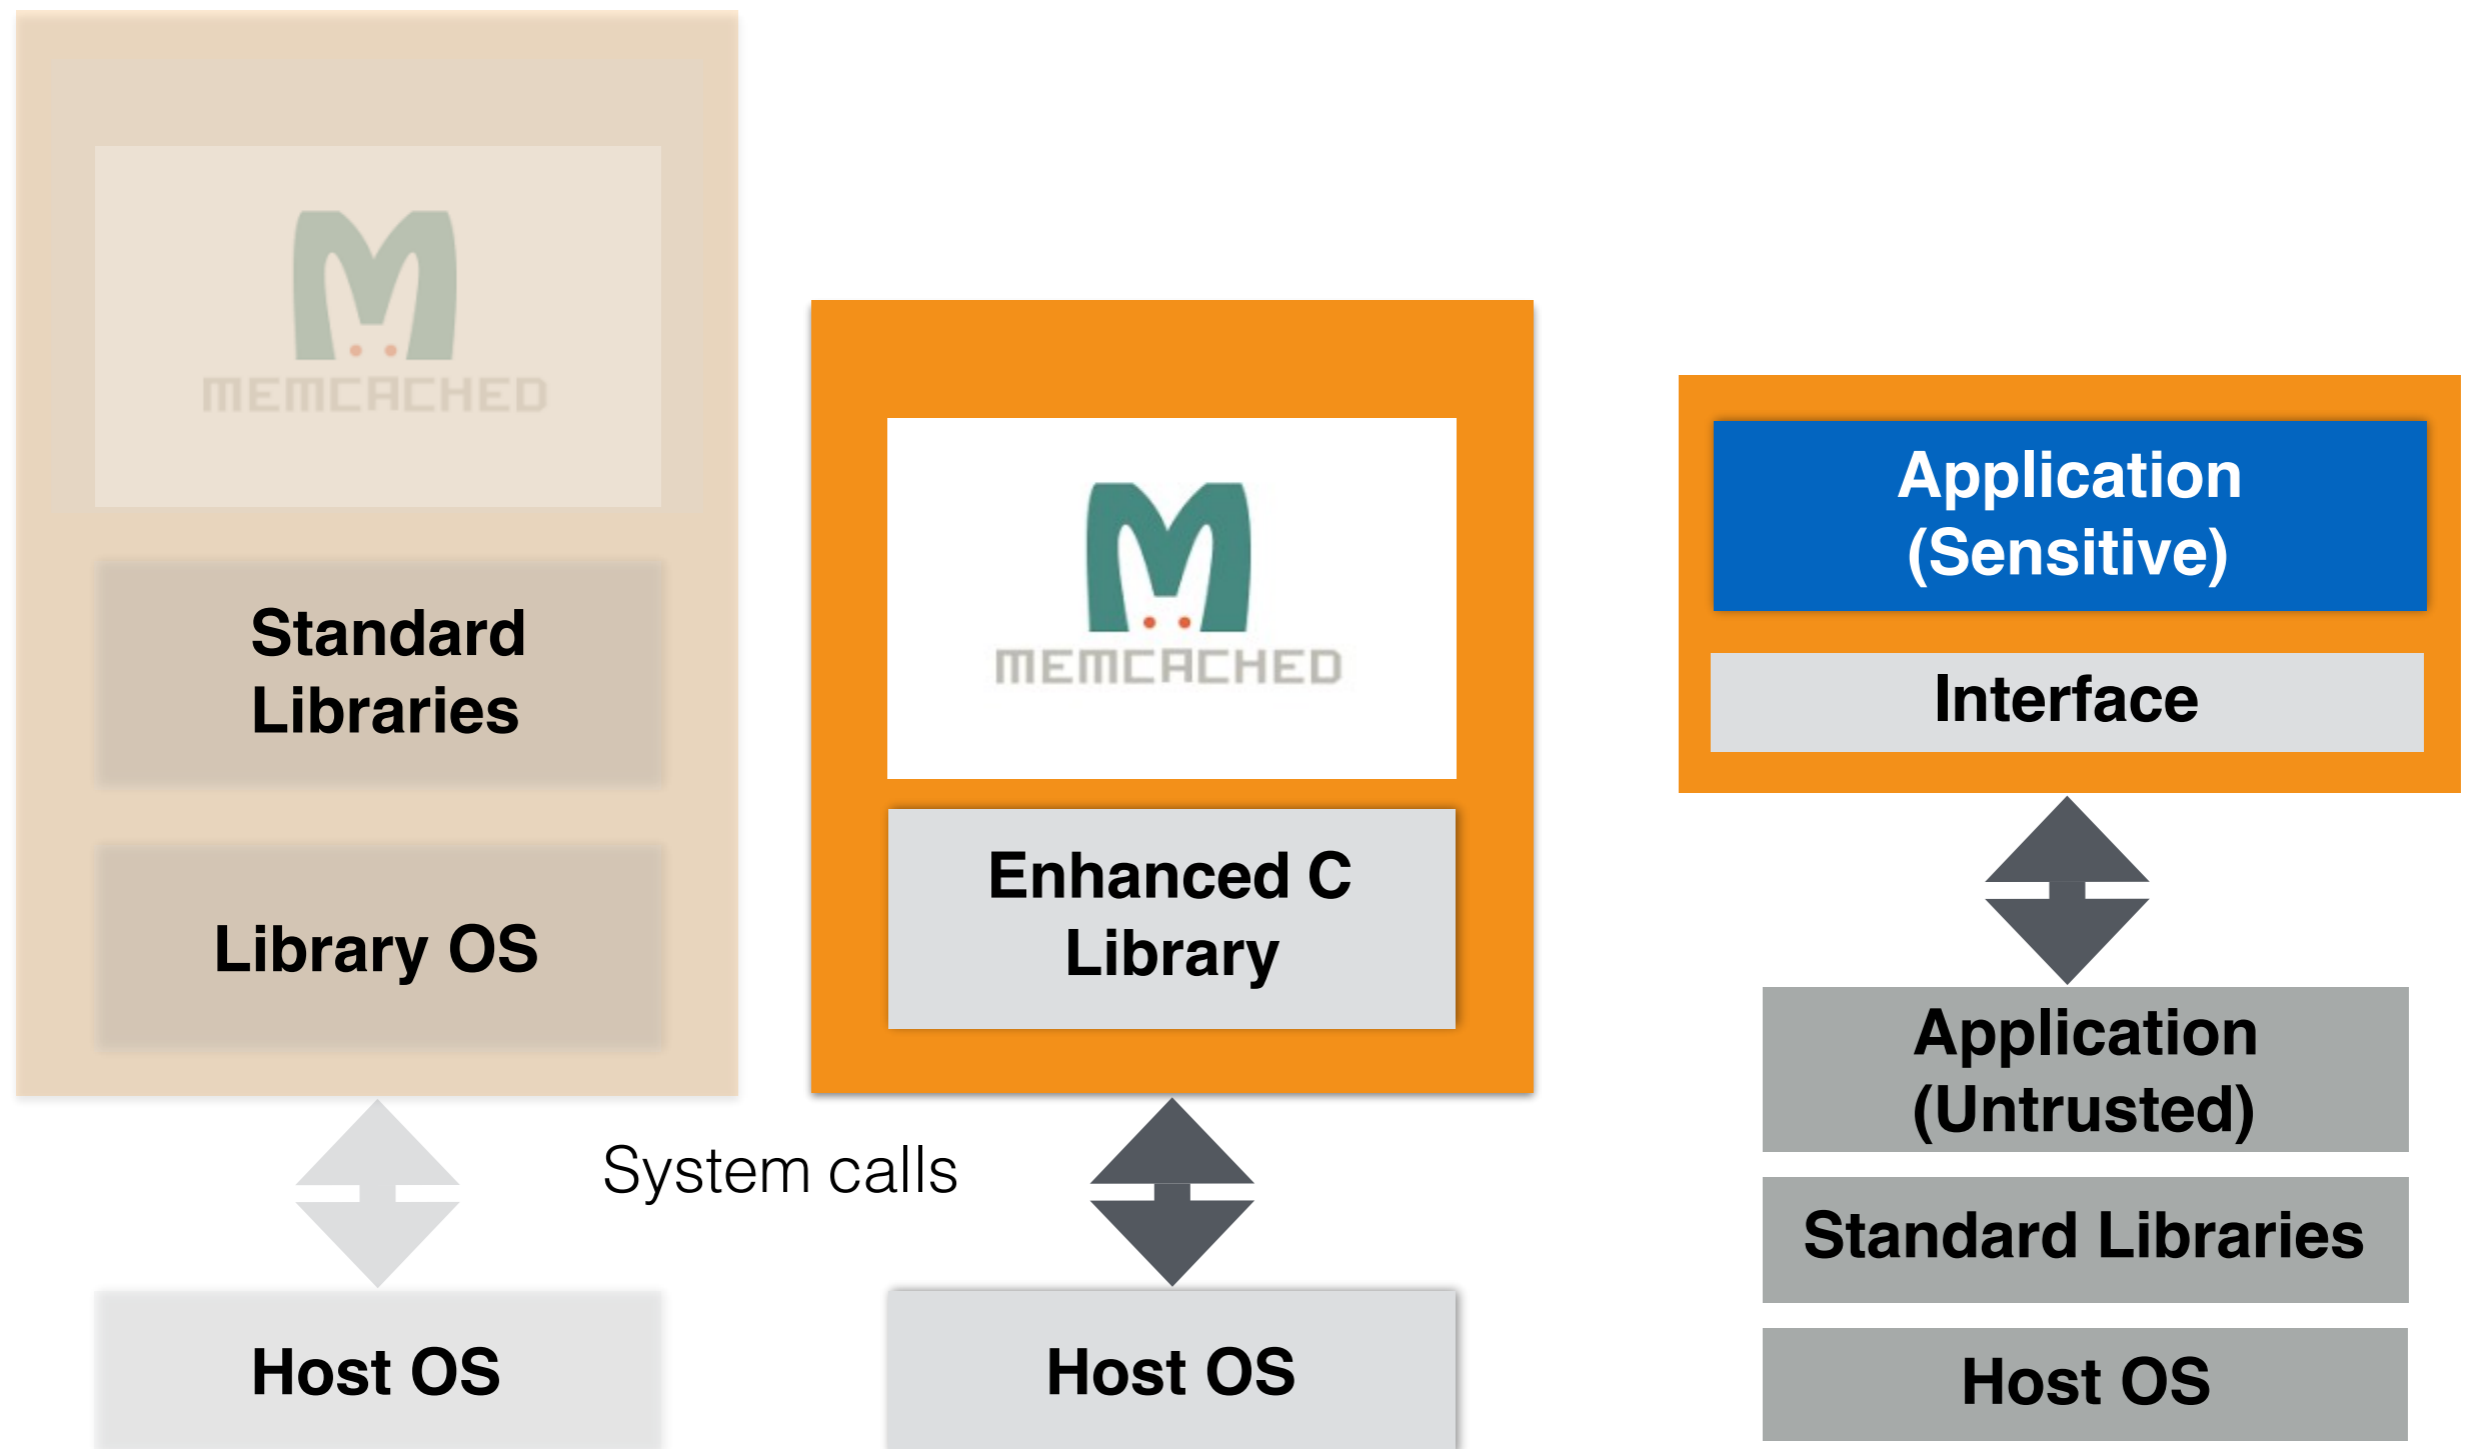 MEMCACHED
Standard
Libraries
Library OS
Host OS
System calls
MEMCACHED
Enhanced C
Library
Host OS
Application
(Sensitive)
Interface
Application
(Untrusted)
Standard Libraries
Host OS